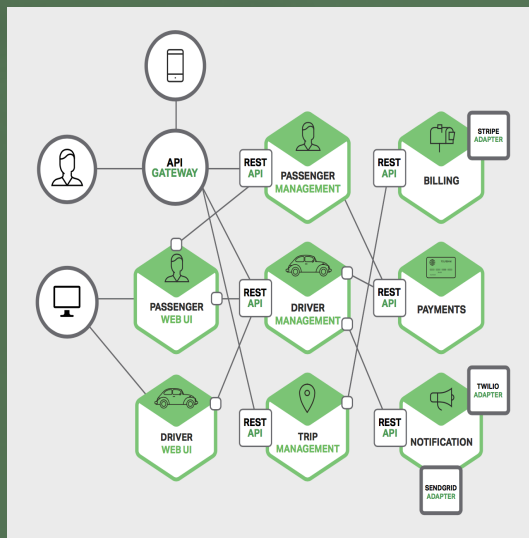 API
GATEWAY
REST
API
PASSENGER
MANAGEMENT
REST
API
BILLING
STRIPE
ADAPTER
PASSENGER
WEB UI
REST
API
DRIVER
MANAGEMENT
REST
API
PAYMENTS
DRIVER
WEB UI
REST
API
TRIP
MANAGEMENT
REST
API
NOTIFICATION
TWILIO
ADAPTER
SENDGRID
ADAPTER